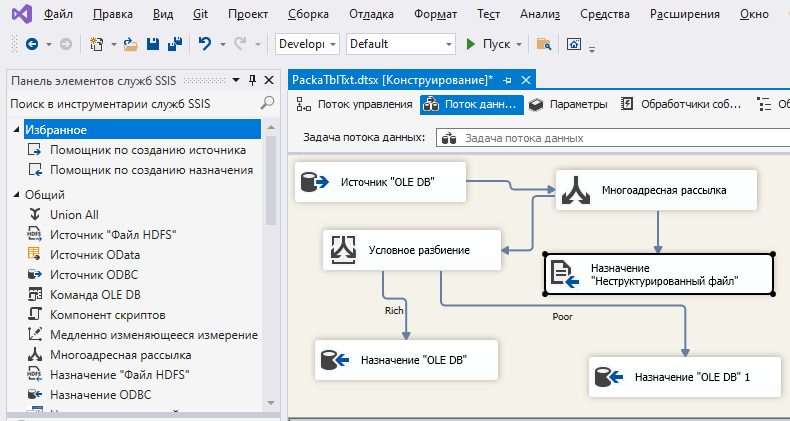 Файл Правка Вид Git Проект Сборка Отладка Формат Тест Анализ Средства Расширения Окно
Develop Default Пуск
Панель элементов служб SSIS
PackaTblTxt.dtsx [Конструирование]*
Поиск в инструментарии служб SSIS
Поток управления Поток данн... Параметры Обработчики соб... Об
Избранное
Задача потока данных: Задача потока данных
Помощник по созданию источника
Помощник по созданию назначения
Общий
Union All
Источник "Файл HDFS"
Источник OData
Источник ODBC
Команда OLE DB
Компонент скриптов
Медленно изменяющееся измерение
Многоадресная рассылка
Назначение "Файл HDFS"
Назначение ODBC
Источник "OLE DB"
Многоадресная рассылка
Условное разбиение
Назначение
"Неструктурированный файл"
Rich
Poor
Назначение "OLE DB"
Назначение "OLE DB" 1